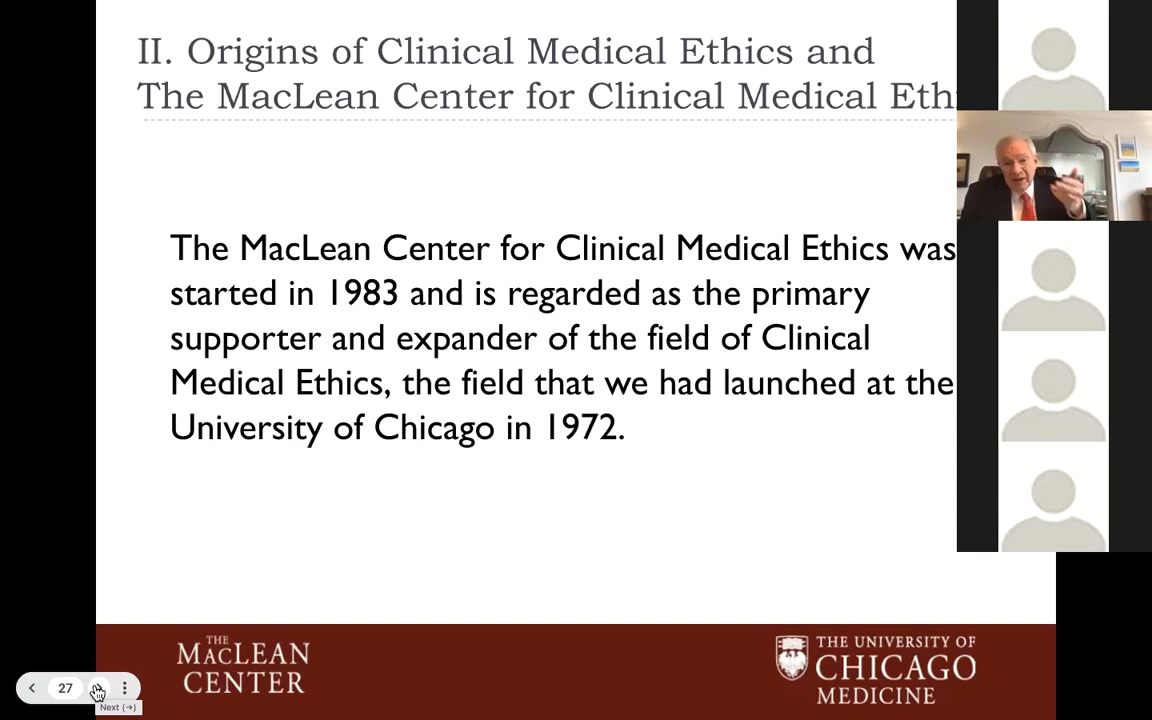 II. Origins of Clinical Medical Ethics and
The MacLean Center for Clinical Medical Eth
The MacLean Center for Clinical Medical Ethics was
started in 1983 and is regarded as the primary
supporter and expander of the field of Clinical
Medical Ethics, the field that we had launched at the
University of Chicago in 1972.
THE
MACLEAN
CENTER
THE UNIVERSITY OF
CHICAGO
MEDICINE
27
Next (→)